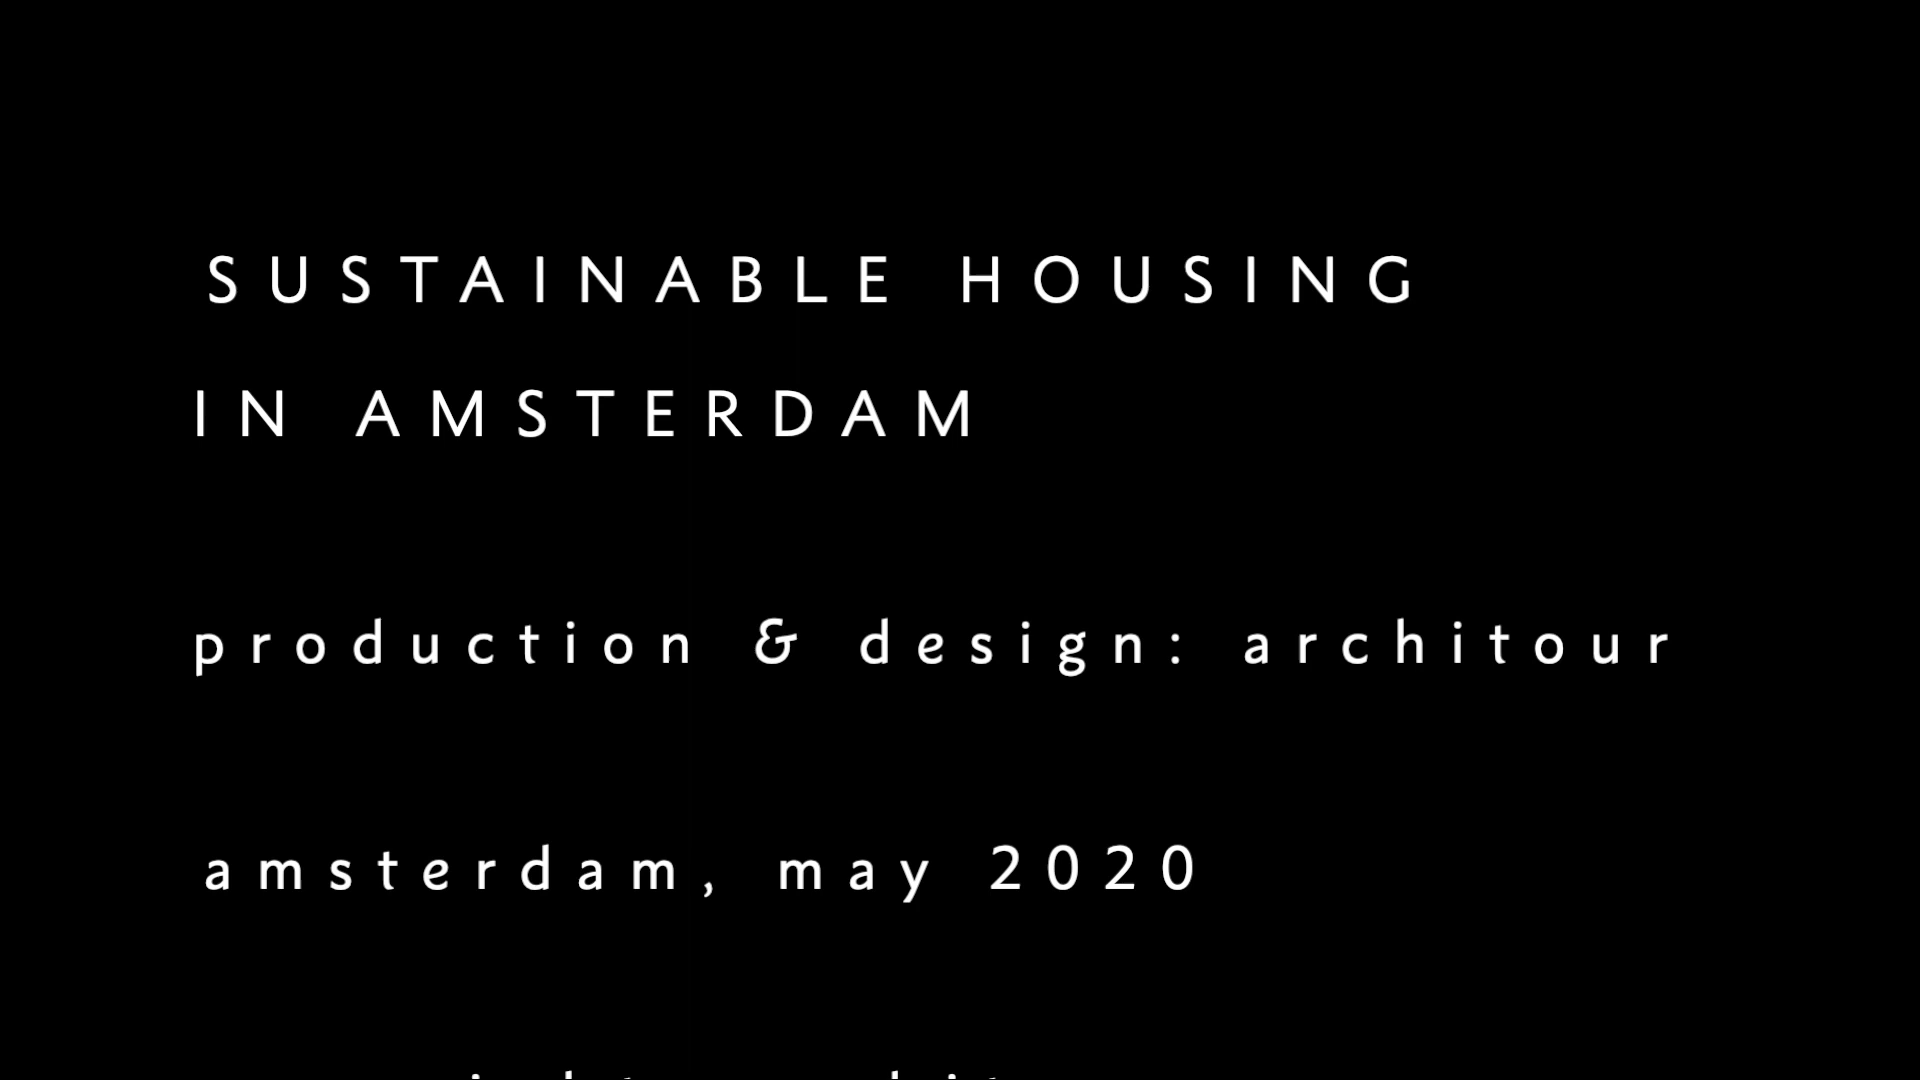 SUSTAINABLE HOUSING
IN AMSTERDAM
production & design: architour
amsterdam, may 2020